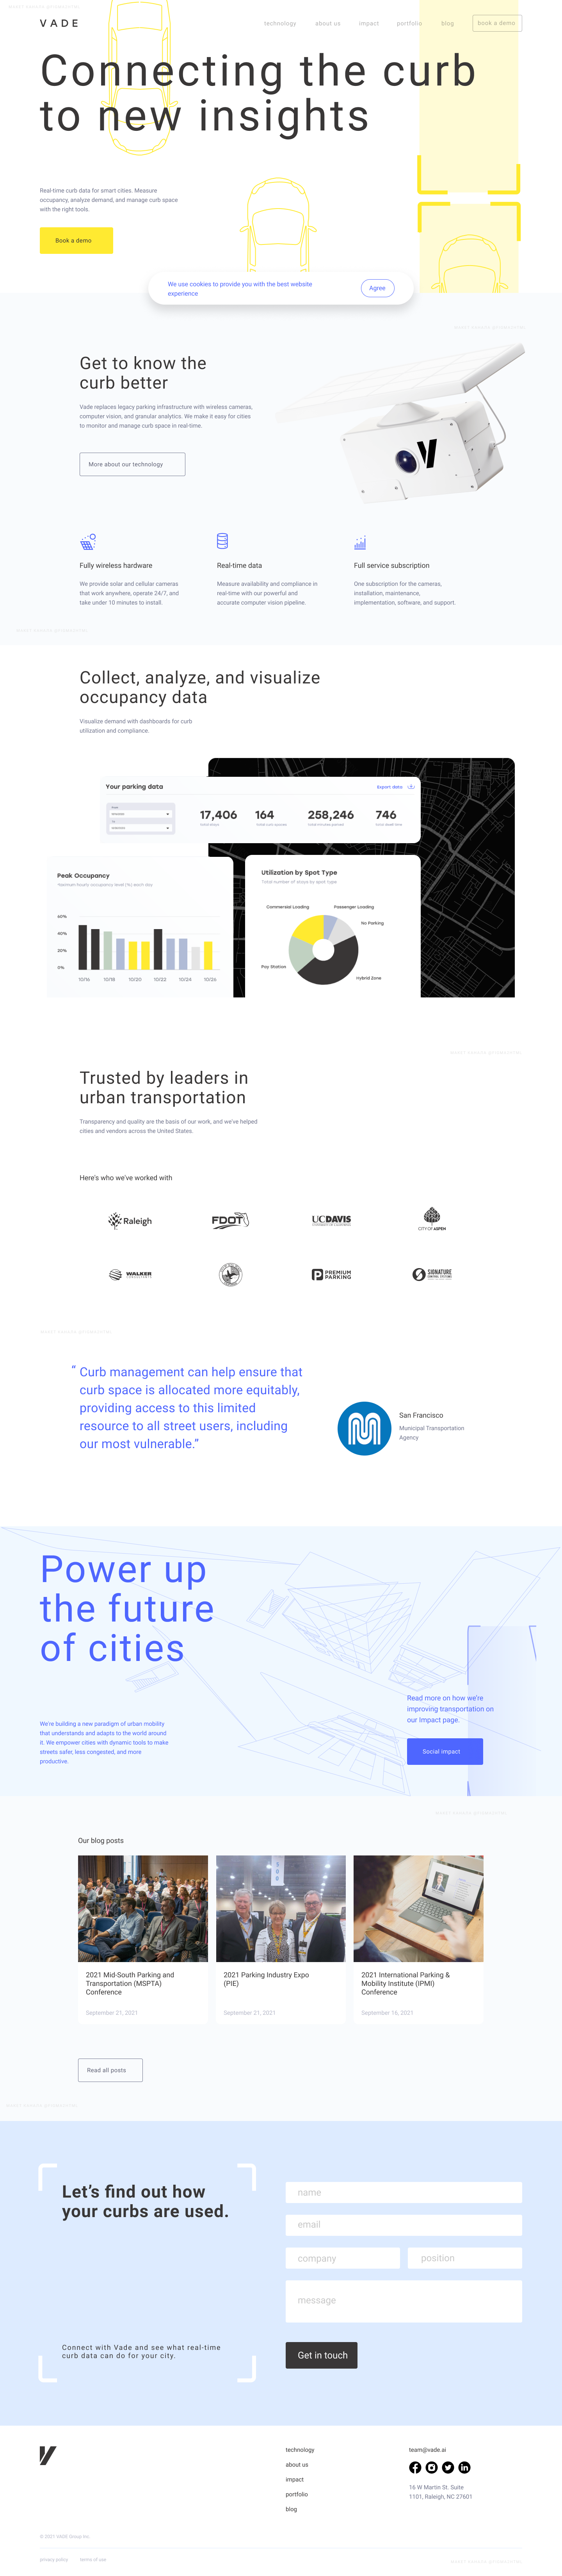 VADE
technology about us impact portfolio blog book a demo
Connecting the curb
to new insights
Real-time curb data for smart cities. Measure
occupancy, analyze demand, and manage curb space
with the right tools.
Book a demo
We use cookies to provide you with the best website
experience
Agree
Get to know the
curb better
Vade replaces legacy parking infrastructure with wireless cameras,
computer vision, and granular analytics. We make it easy for cities
to monitor and manage curb space in real-time.
More about our technology
Fully wireless hardware
We provide solar and cellular cameras
that work anywhere, operate 24/7, and
take under 10 minutes to install.
Real-time data
Measure availability and compliance in
real-time with our powerful and
accurate computer vision pipeline.
Full service subscription
One subscription for the cameras,
installation, maintenance,
implementation, software, and support.
Collect, analyze, and visualize
occupancy data
Visualize demand with dashboards for curb
utilization and compliance.
Your parking data
Export data
17,406
164
258,246
746
Peak Occupancy
60%
40%
20%
0%
10/16 10/18 10/20 10/22 10/24 10/26
Utilization by Spot Type
Total number of stays by spot type
Commercial Loading
Passenger Loading
No Parking
Pay Station
Hybrid Zone
Trusted by leaders in
urban transportation
Transparency and quality are the basis of our work, and we've helped
cities and vendors across the United States.
Here's who we've worked with
Raleigh
FDOT
UCDAVIS
UNIVERSITY OF CALIFORNIA
CITY OF ASPEN
WALKER
CONSULTANTS
PREMIUM
PARKING
SIGNATURE
CONTROL SYSTEMS
“ Curb management can help ensure that
curb space is allocated more equitably,
providing access to this limited
resource to all street users, including
our most vulnerable.”
San Francisco
Municipal Transportation
Agency
Power up
the future
of cities
We're building a new paradigm of urban mobility
that understands and adapts to the world around
it. We empower cities with dynamic tools to make
streets safer, less congested, and more
productive.
Read more on how we're
improving transportation on
our Impact page.
Social impact
Our blog posts
2021 Mid-South Parking and
Transportation (MSPTA)
Conference
September 21, 2021
2021 Parking Industry Expo
(PIE)
September 21, 2021
2021 International Parking &
Mobility Institute (IPMI)
Conference
September 16, 2021
Read all posts
Let’s find out how
your curbs are used.
Connect with Vade and see what real-time
curb data can do for your city.
name
email
company
position
message
Get in touch
technology
about us
impact
portfolio
blog
team@vade.ai
16 W Martin St. Suite
1101, Raleigh, NC 27601
© 2021 VADE Group Inc.
privacy policy terms of use